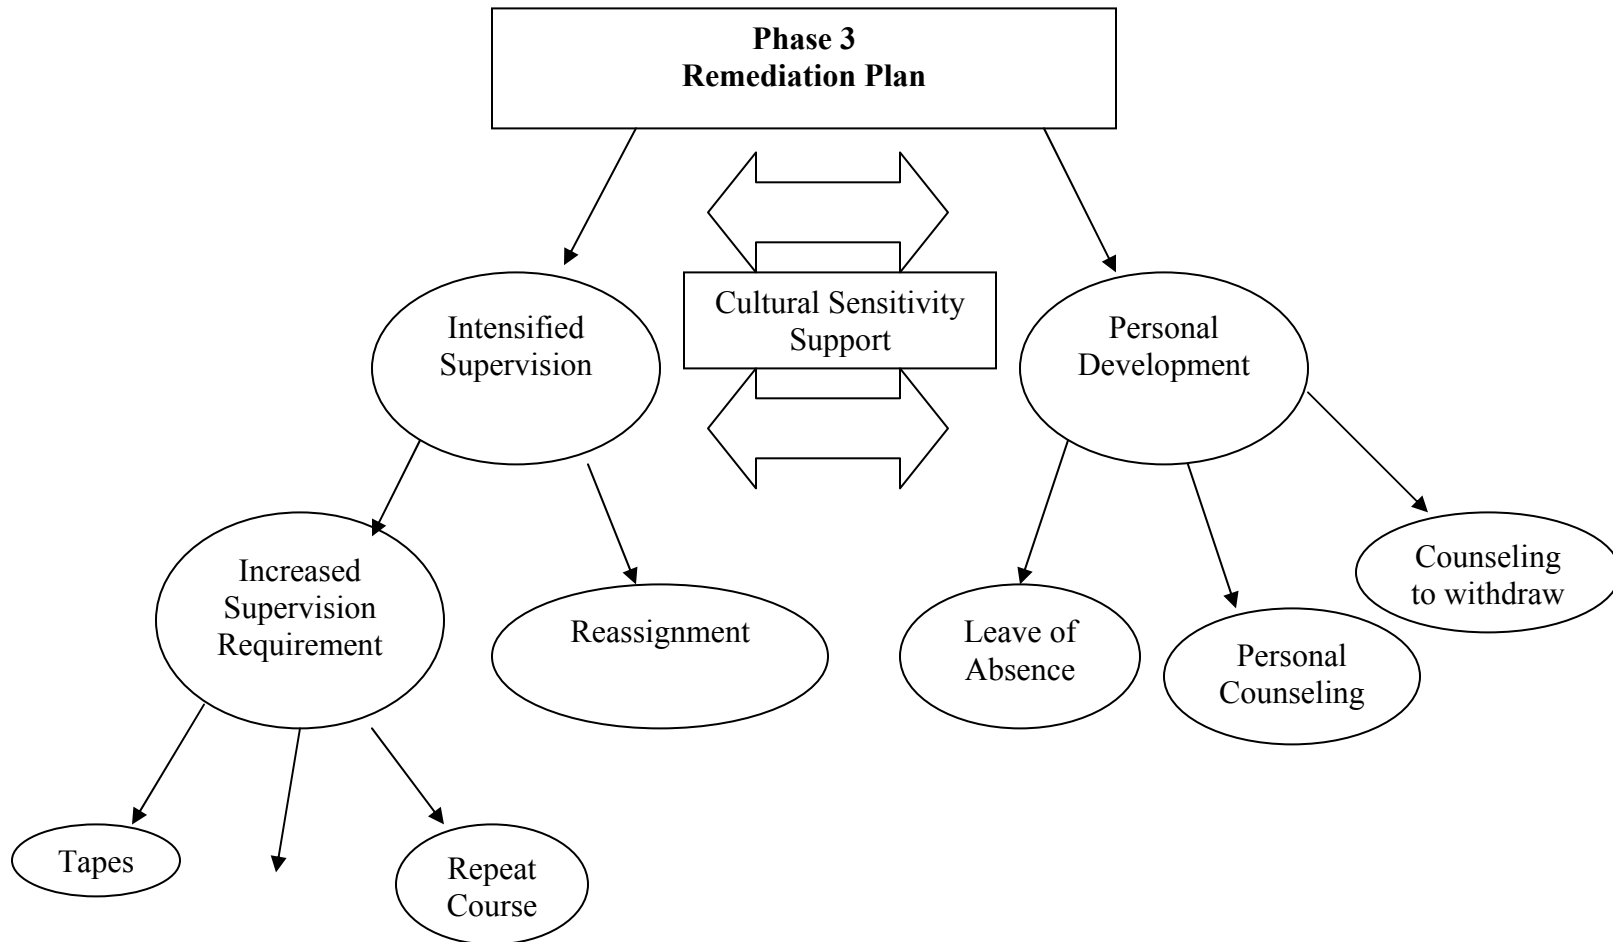 Phase 3
Remediation Plan
Cultural Sensitivity
Support
Intensified
Supervision
Personal
Development
Increased
Supervision
Requirement
Reassignment
Leave of
Absence
Personal
Counseling
Counseling
to withdraw
Tapes
Repeat
Course